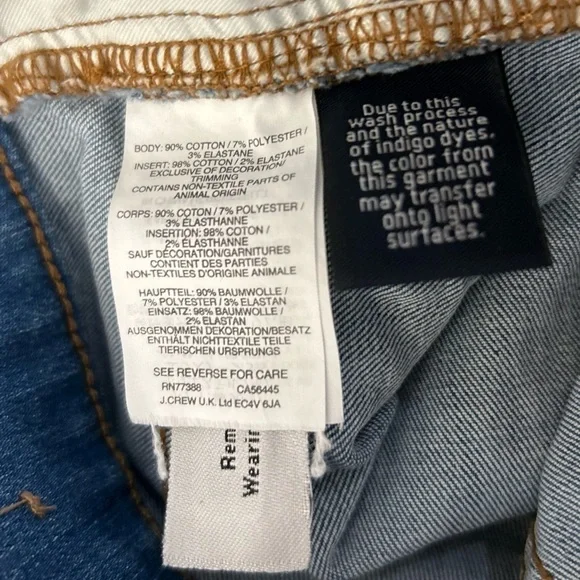 BODY: 90% COTTON / 7% POLYESTER /
3% ELASTANE
INSERT: 98% COTTON / 2% ELASTANE
EXCLUSIVE OF DECORATION/
TRIMMING
CONTAINS NON-TEXTILE PARTS OF
ANIMAL ORIGIN
CORPS: 90% COTON / 7% POLYESTER /
3% ÉLASTHANNE
INSERTION: 98% COTON /
2% ÉLASTHANNE
SAUF DÉCORATION/GARNITURES
CONTIENT DES PARTIES
NON-TEXTILES D'ORIGINE ANIMALE
HAUPTTEIL: 90% BAUMWOLLE /
7% POLYESTER / 3% ELASTAN
EINSATZ: 98% BAUMWOLLE /
2% ELASTAN
AUSGENOMMEN DEKORATION/BESATZ
ENTHÄLT NICHTTEXTILE TEILE
TIERISCHEN URSPRUNGS
SEE REVERSE FOR CARE
RN77388 CA56445
J.CREW U.K. Ltd EC4V 6JA
Due to this
wash process
and the nature
of indigo dyes,
the color from
this garment
may transfer
onto light
surfaces.
Rem
Wearin